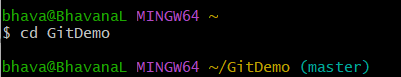 bhava@BhavanaL MINGW64 ~
$ cd GitDemo
bhava@BhavanaL MINGW64 ~/GitDemo (master)